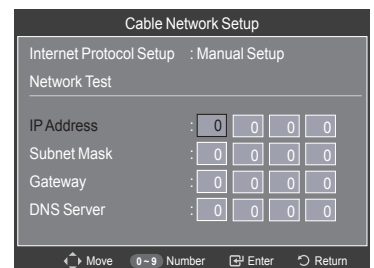 Cable Network Setup
Internet Protocol Setup : Manual Setup
Network Test
IP Address : 0 0 0 0
Subnet Mask : 0 0 0 0
Gateway : 0 0 0 0
DNS Server : 0 0 0 0
Move 0~9 Number Enter Return